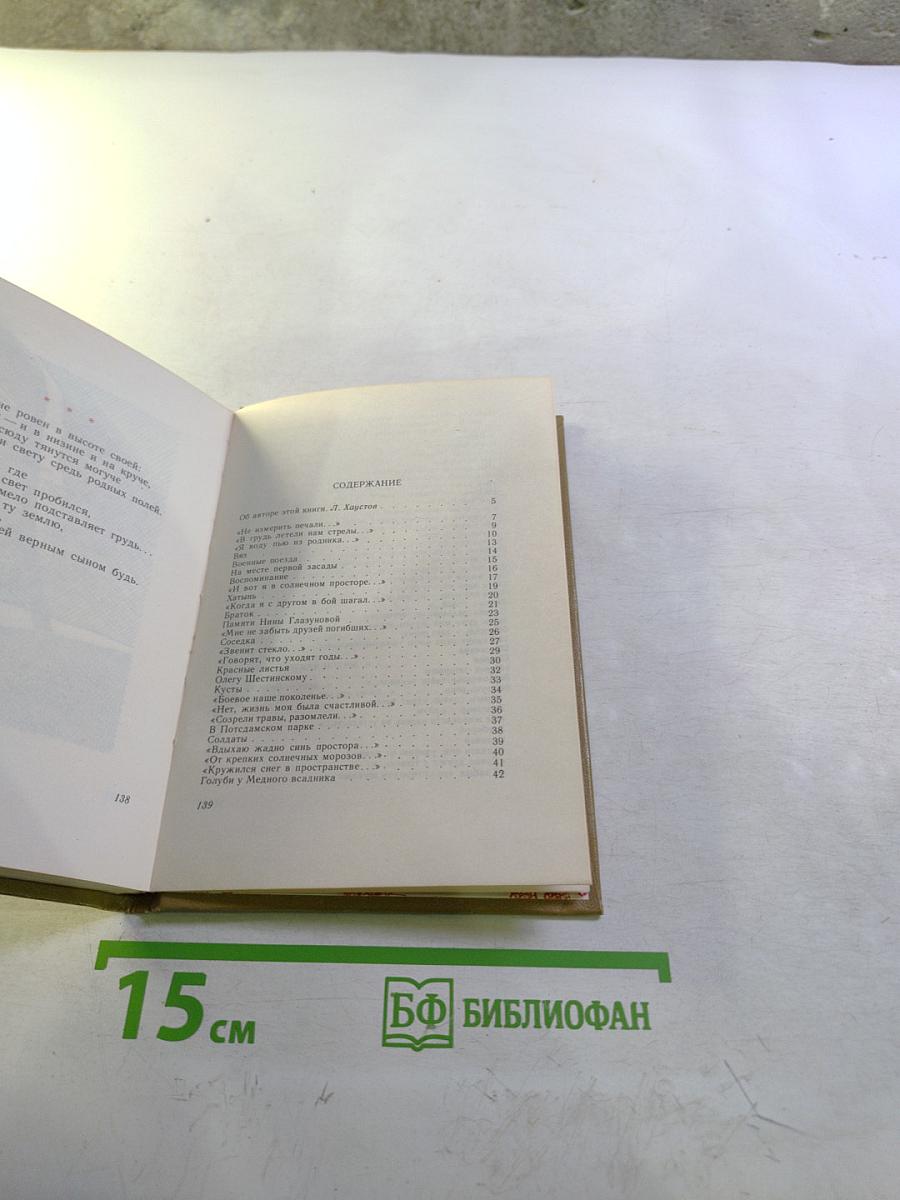 * * *
не ровен в высоте своей:
— и в низине и на круче,
сюду тянутся могуче
и свету средь родных полей.
где
свет пробился,
мело подставляет грудь...
ту землю,
ей верным сыном будь.
138
СОДЕРЖАНИЕ
Об авторе этой книги. Л. Хаустов 5
«Не измерить печали...» 7
«В грудь летели нам стрелы...» 9
«Я воду пью из родника...» 10
Вяз 13
Военные поезда 14
На месте первой засады 15
Воспоминание 16
«И вот я в солнечном просторе...» 17
Хатынь 19
«Когда я с другом в бой шагал...» 20
Браток 21
Памяти Нины Глазуновой 23
«Мне не забыть друзей погибших...» 25
Соседка 26
«Звенит стекло...» 27
«Говорят, что уходят годы...» 29
Красные листья 30
Олегу Шестинскому 32
Кусты 33
«Боевое наше поколенье...» 34
«Нет, жизнь моя была счастливой...» 35
«Созрели травы, разомлели...» 36
В Потсдамском парке 37
Солдаты 38
«Вдыхаю жадно синь простора...» 39
«От крепких солнечных морозов...» 40
«Кружился снег в пространстве...» 41
Голуби у Медного всадника 42
139
15 см
БФ БИБЛИОФАН